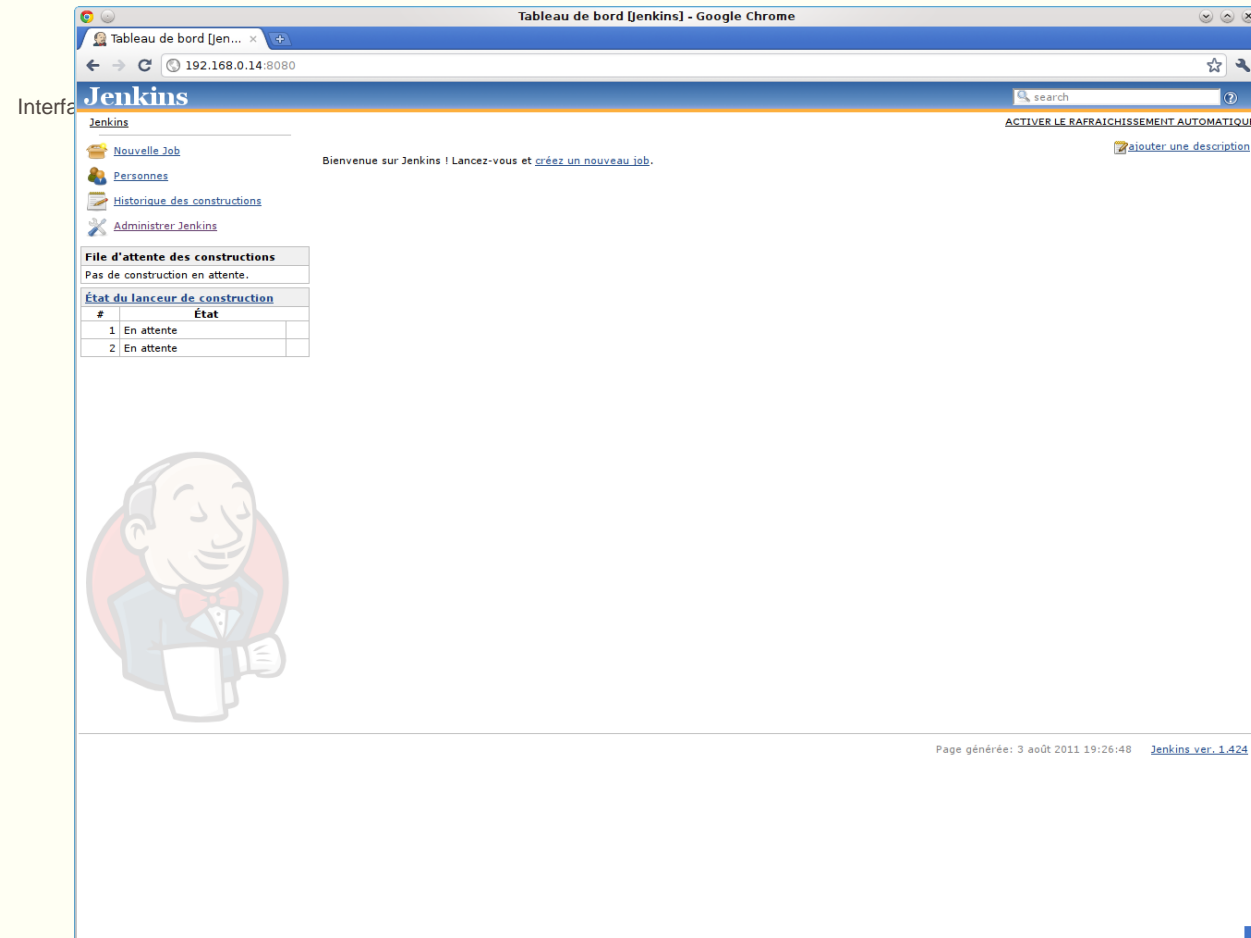 Tableau de bord [Jenkins] - Google Chrome
Tableau de bord [Jen...
192.168.0.14:8080
Interfa
Jenkins
search
Jenkins
ACTIVER LE RAFRAICHISSEMENT AUTOMATIQU
Nouvelle Job
ajouter une description
Bienvenue sur Jenkins ! Lancez-vous et créez un nouveau job.
Personnes
Historique des constructions
Administrer Jenkins
File d'attente des constructions
Pas de construction en attente.
État du lanceur de construction
# État
1 En attente
2 En attente
Page générée: 3 août 2011 19:26:48 Jenkins ver. 1.424